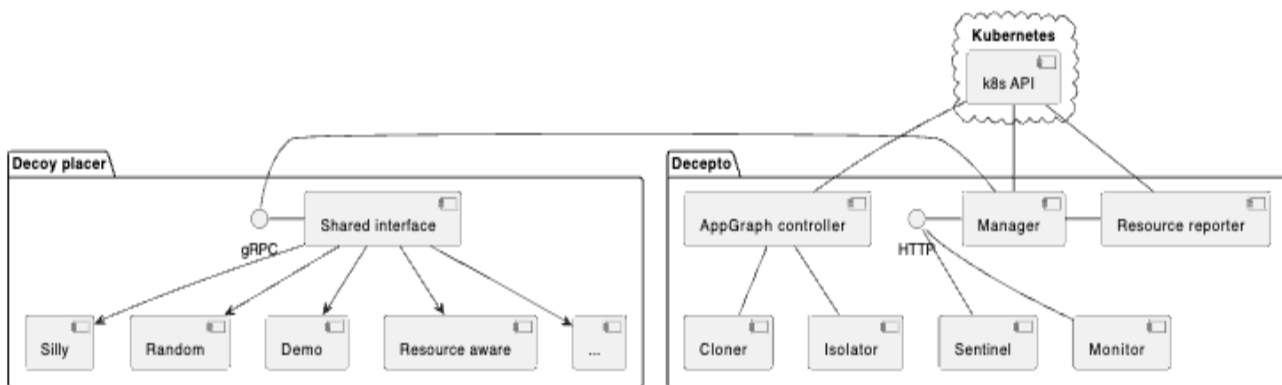 Kubernetes
k8s API
Decoy placer
Decepto
Shared interface
AppGraph controller
Manager
Resource reporter
gRPC
HTTP
Silly
Random
Demo
Resource aware
...
Cloner
Isolator
Sentinel
Monitor